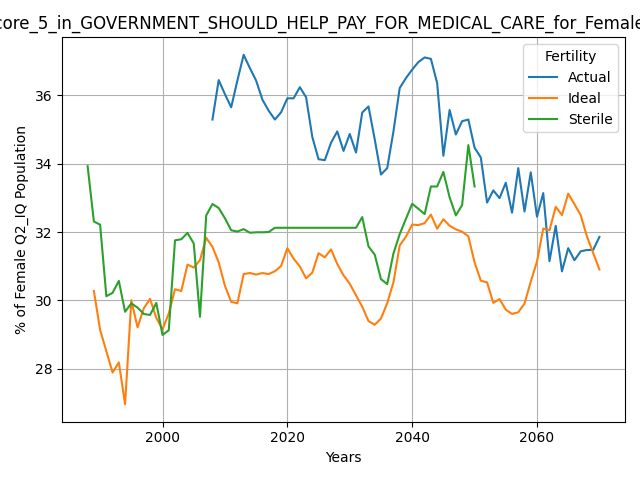 core_5_in_GOVERNMENT_SHOULD_HELP_PAY_FOR_MEDICAL_CARE_for_Female
% of Female Q2_IQ Population
36
34
32
30
28
Fertility
Actual
Ideal
Sterile
2000
2020
2040
2060
Years